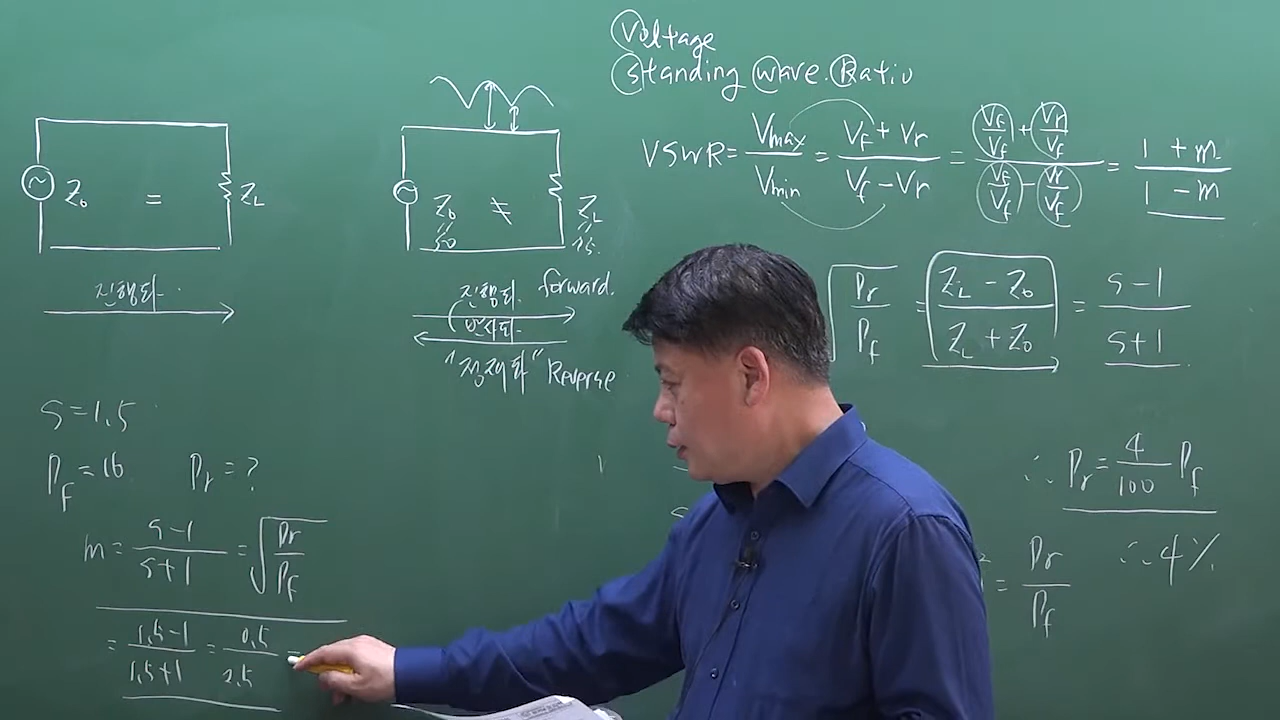 Voltage
Standing Wave. Ratio
VSWR = Vmax / Vmin = Vf + Vr / Vf - Vr = Vf/Vf + Vr/Vf / Vf/Vf - Vr/Vf = 1 + m / 1 - m
~ Z0 = ZL
진행파
~ Z0 ≠ ZL
50
진행파 forward.
반사파
"정재파" Reverse
√ Pr / Pf = ZL - Z0 / ZL + Z0 = S-1 / S+1
S = 1.5
Pf = 16 Pr = ?
m = S-1 / S+1 = √ Pr / Pf
= 1.5-1 / 1.5+1 = 0.5 / 2.5 =
∴ Pr = 4/100 Pf
= Pr / Pf ∴ 4%